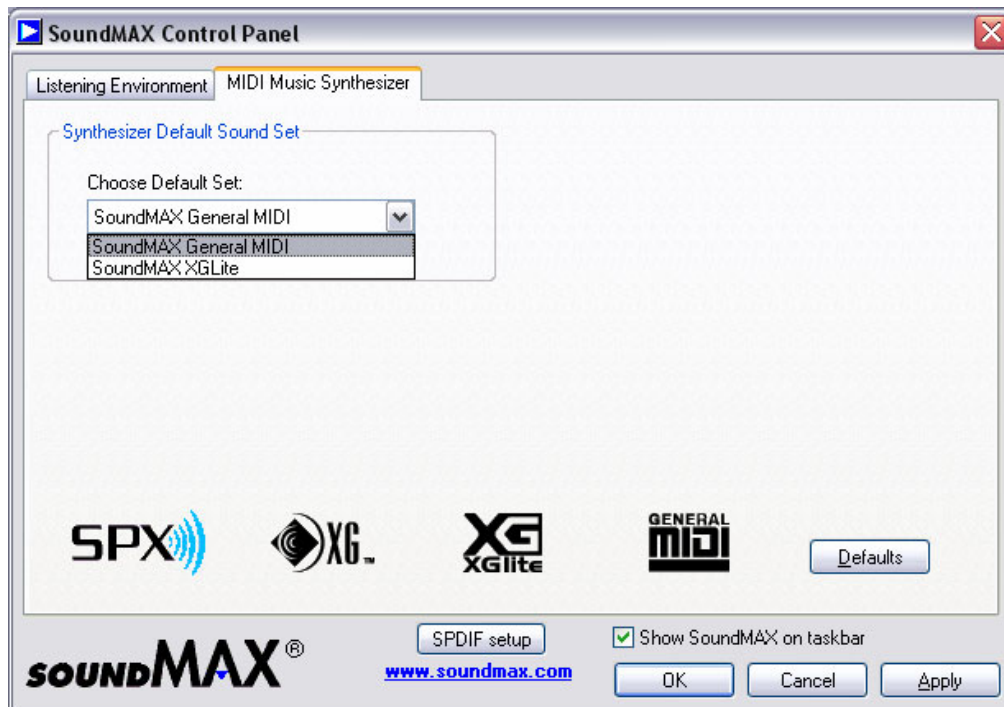 SoundMAX Control Panel
Listening Environment
MIDI Music Synthesizer
Synthesizer Default Sound Set
Choose Default Set:
SoundMAX General MIDI
SoundMAX General MIDI
SoundMAX XGLite
SPX
XG™
XG
XGlite
GENERAL
MIDI
Defaults
SPDIF setup
Show SoundMAX on taskbar
SOUNDMAX®
www.soundmax.com
OK
Cancel
Apply